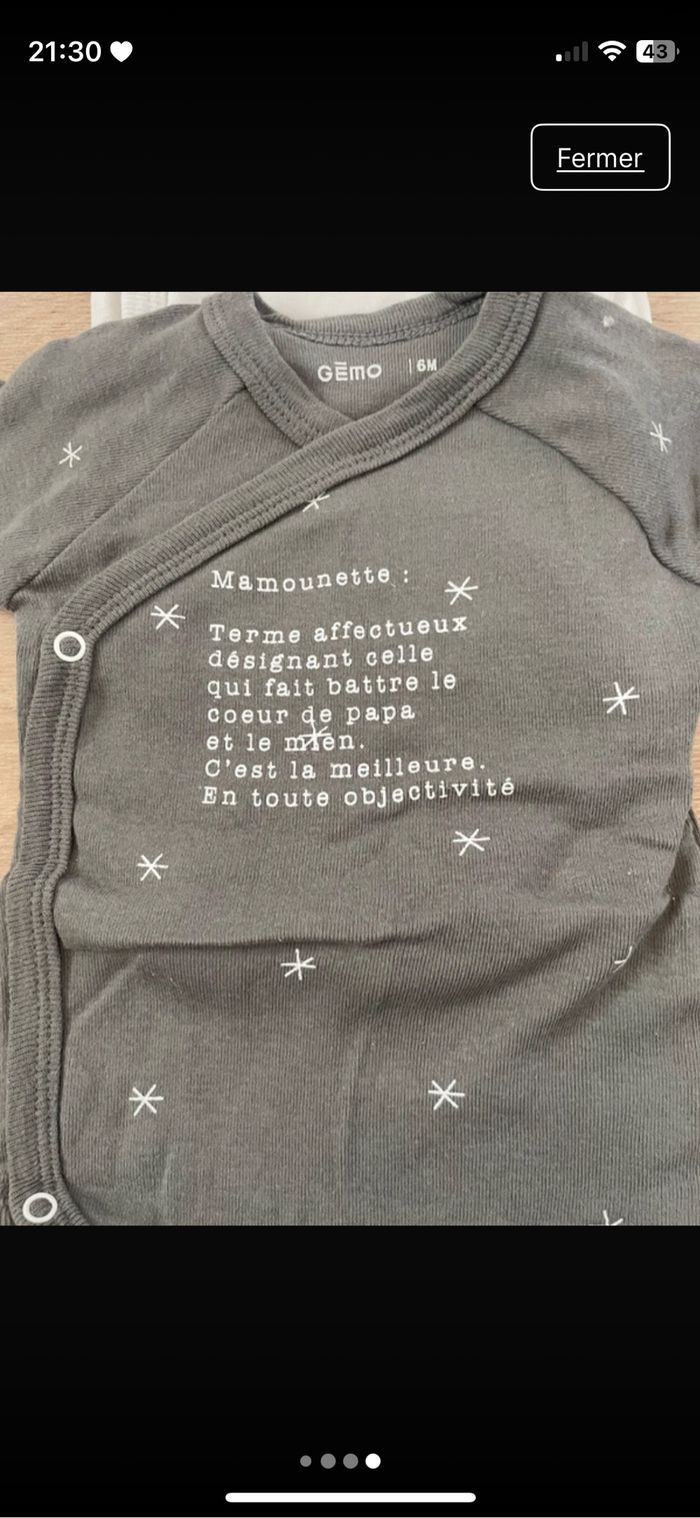 21:30
43
Fermer
GĒmo | 6M
Mamounette :
Terme affectueux
désignant celle
qui fait battre le
coeur de papa
et le mien.
C'est la meilleure.
En toute objectivité